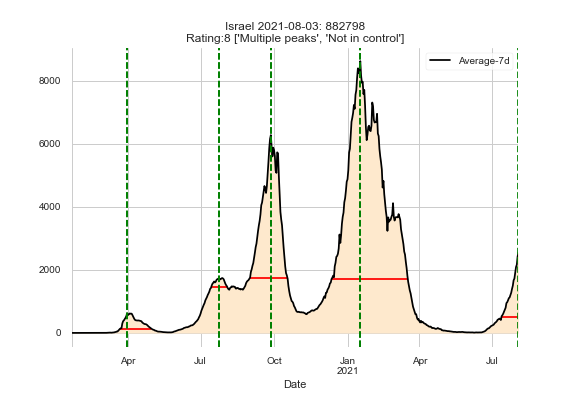 Israel 2021-08-03: 882798
Rating:8 ['Multiple peaks', 'Not in control']
Average-7d
8000
6000
4000
2000
0
Apr
Jul
Oct
Jan
2021
Apr
Jul
Date